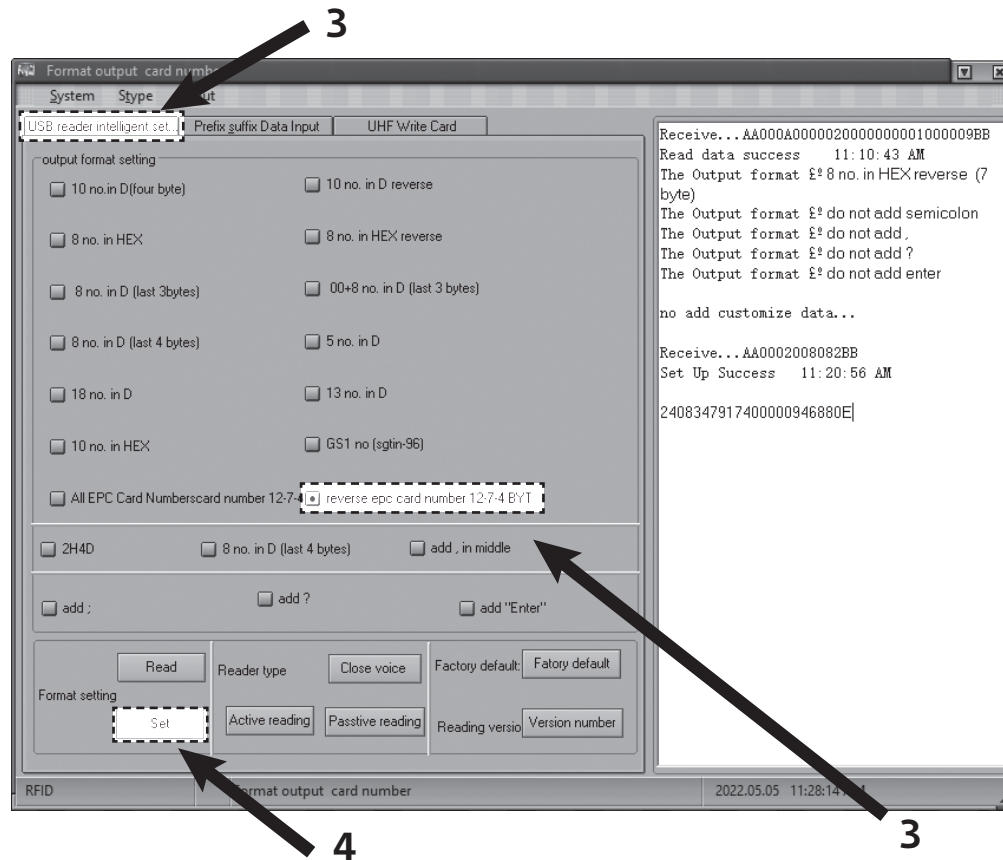 3
Format output card numb
System Stype ut
USB reader intelligent set... Prefix suffix Data Input UHF Write Card
output format setting
10 no.in D(four byte) 10 no. in D reverse
8 no. in HEX 8 no. in HEX reverse
8 no. in D (last 3bytes) 00+8 no. in D (last 3 bytes)
8 no. in D (last 4 bytes) 5 no. in D
18 no. in D 13 no. in D
10 no. in HEX GS1 no (sgtin-96)
All EPC Card Numberscard number 12-7-4 reverse epc card number 12-7-4 BYT
2H4D 8 no. in D (last 4 bytes) add , in middle
add ; add ? add "Enter"
Read Reader type Close voice Factory default: Fatory default
Format setting
Set Active reading Passtive reading Reading versio Version number
Receive...AA000A0000020000000001000009BB
Read data success 11:10:43 AM
The Output format £º 8 no. in HEX reverse (7
byte)
The Output format £º do not add semicolon
The Output format £º do not add ,
The Output format £º do not add ?
The Output format £º do not add enter
no add customize data...
Receive...AA0002008082BB
Set Up Success 11:20:56 AM
2408347917400000946880E
RFID ormat output card number 2022.05.05 11:28:14
4
3